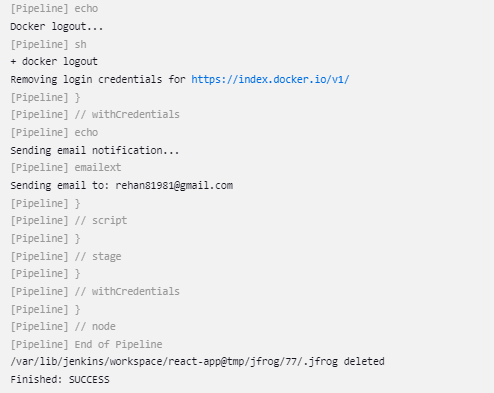 [Pipeline] echo
Docker logout...
[Pipeline] sh
+ docker logout
Removing login credentials for https://index.docker.io/v1/
[Pipeline] }
[Pipeline] // withCredentials
[Pipeline] echo
Sending email notification...
[Pipeline] emailext
Sending email to: rehan81981@gmail.com
[Pipeline] }
[Pipeline] // script
[Pipeline] }
[Pipeline] // stage
[Pipeline] }
[Pipeline] // withCredentials
[Pipeline] }
[Pipeline] // node
[Pipeline] End of Pipeline
/var/lib/jenkins/workspace/react-app@tmp/jfrog/77/.jfrog deleted
Finished: SUCCESS